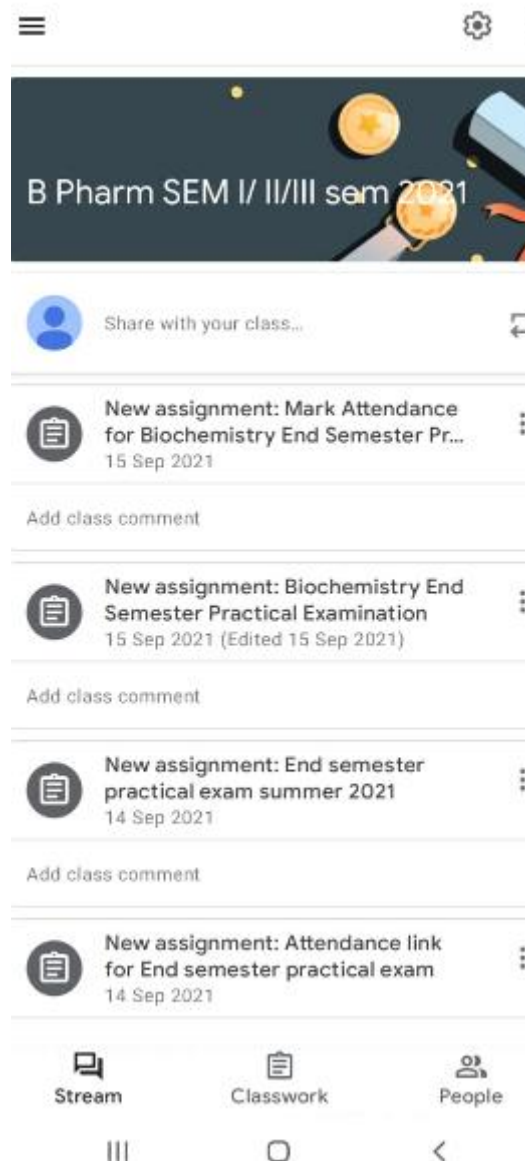 B Pharm SEM I/ II/III sem 2021
Share with your class...
New assignment: Mark Attendance
for Biochemistry End Semester Pr...
15 Sep 2021
Add class comment
New assignment: Biochemistry End
Semester Practical Examination
15 Sep 2021 (Edited 15 Sep 2021)
Add class comment
New assignment: End semester
practical exam summer 2021
14 Sep 2021
Add class comment
New assignment: Attendance link
for End semester practical exam
14 Sep 2021
Stream
Classwork
People